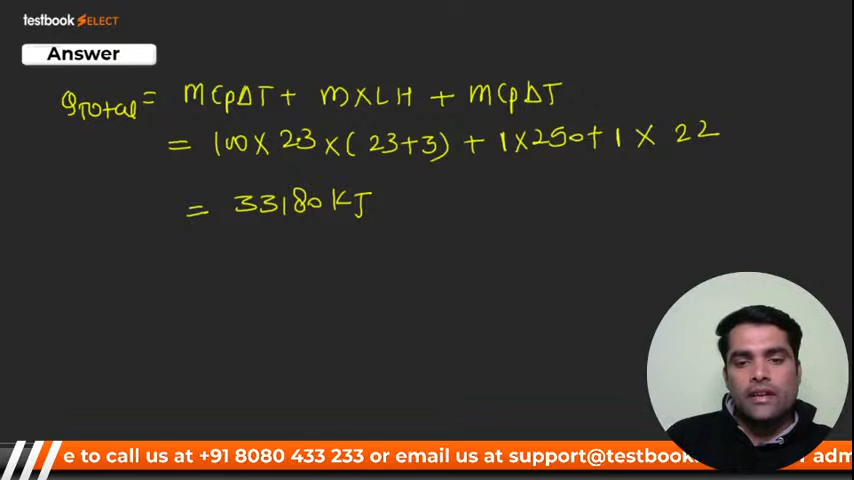 testbook SELECT
Answer
QTotal = mCpΔT + m×LH + mCpΔT
= 100 × 23 × (23+3) + 1×250 + 1 × 22
= 33180 KJ
e to call us at +91 8080 433 233 or email us at support@testbook. adm